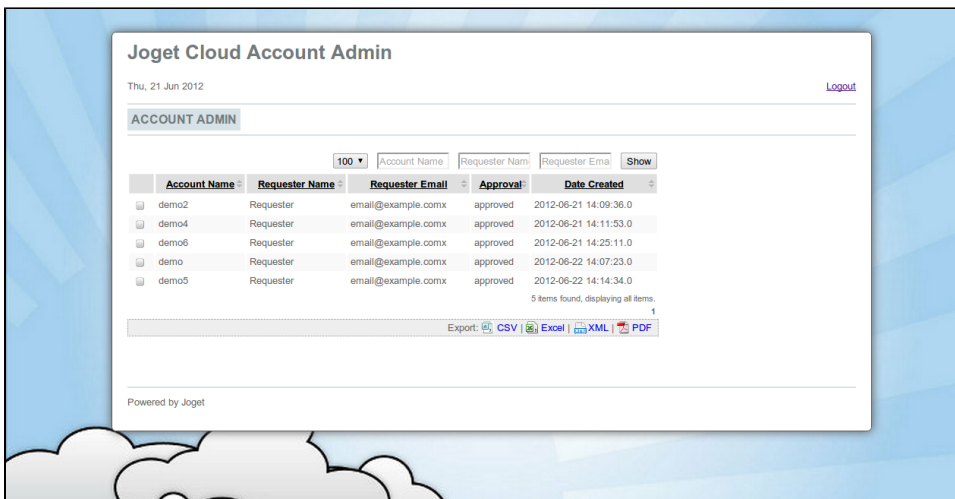 Joget Cloud Account Admin
Thu, 21 Jun 2012 Logout
ACCOUNT ADMIN
100 Account Name Requester Nam Requester Emai Show
Account Name Requester Name Requester Email Approval Date Created
demo2 Requester email@example.comx approved 2012-06-21 14:09:36.0
demo4 Requester email@example.comx approved 2012-06-21 14:11:53.0
demo6 Requester email@example.comx approved 2012-06-21 14:25:11.0
demo Requester email@example.comx approved 2012-06-22 14:07:23.0
demo5 Requester email@example.comx approved 2012-06-22 14:14:34.0
5 items found, displaying all items.
1
Export: CSV | Excel | XML | PDF
Powered by Joget